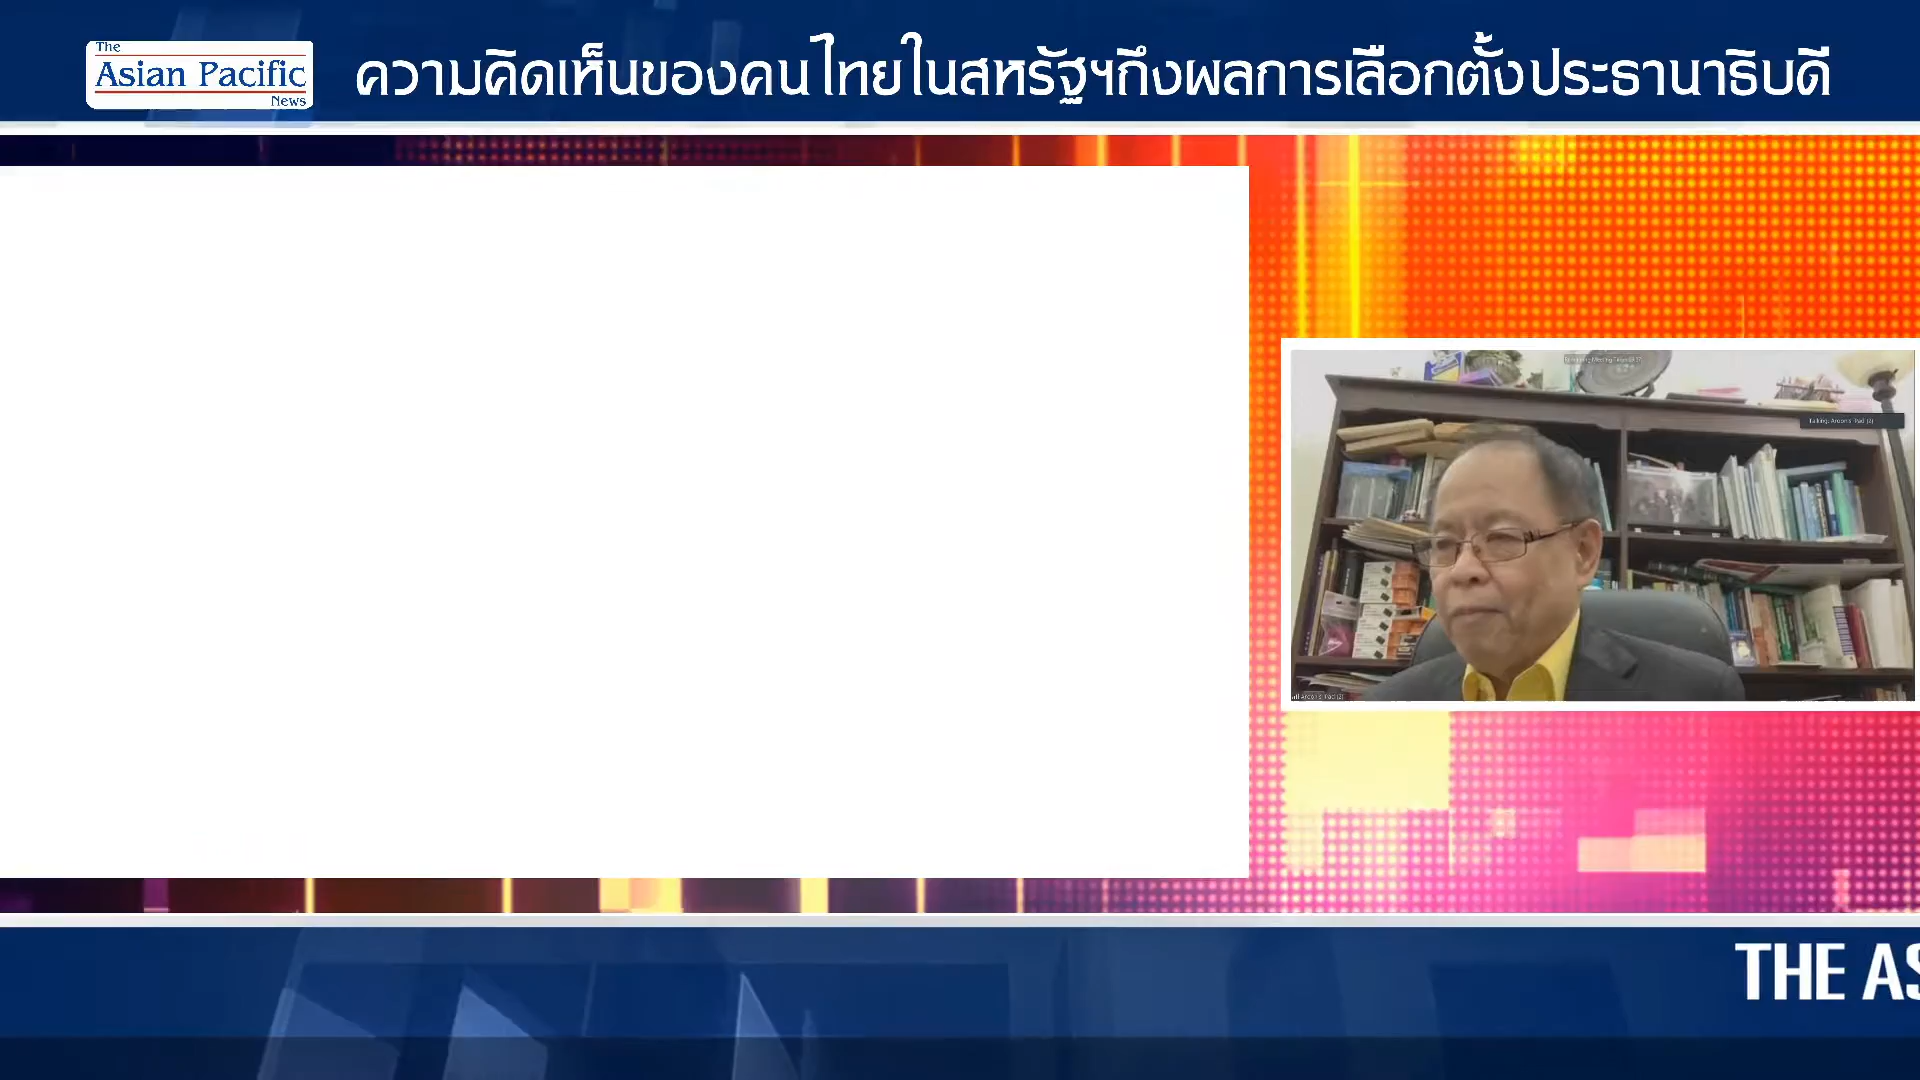 The
Asian Pacific
News
ความคิดเห็นของคนไทยในสหรัฐฯถึงผลการเลือกตั้งประธานาธิบดี
THE AS